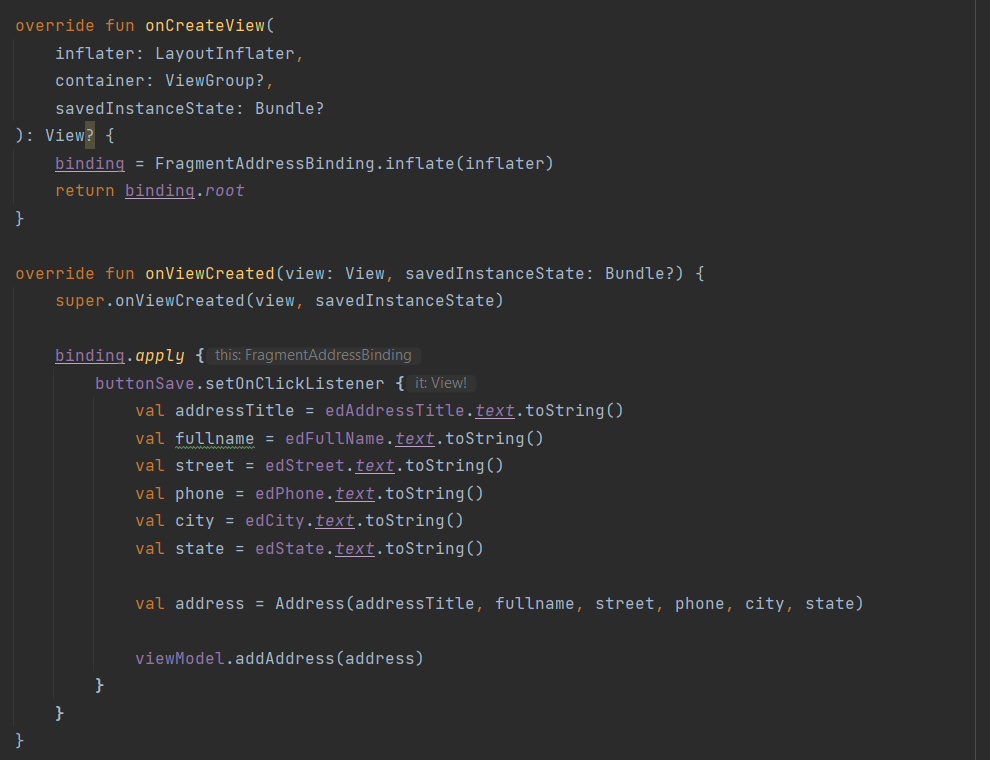 override fun onCreateView(
    inflater: LayoutInflater,
    container: ViewGroup?,
    savedInstanceState: Bundle?
): View? {
    binding = FragmentAddressBinding.inflate(inflater)
    return binding.root
}
override fun onViewCreated(view: View, savedInstanceState: Bundle?) {
    super.onViewCreated(view, savedInstanceState)
    binding.apply { this: FragmentAddressBinding
        buttonSave.setOnClickListener { it: View!
            val addressTitle = edAddressTitle.text.toString()
            val fullname = edFullName.text.toString()
            val street = edStreet.text.toString()
            val phone = edPhone.text.toString()
            val city = edCity.text.toString()
            val state = edState.text.toString()
            val address = Address(addressTitle, fullname, street, phone, city, state)
            viewModel.addAddress(address)
        }
    }
}